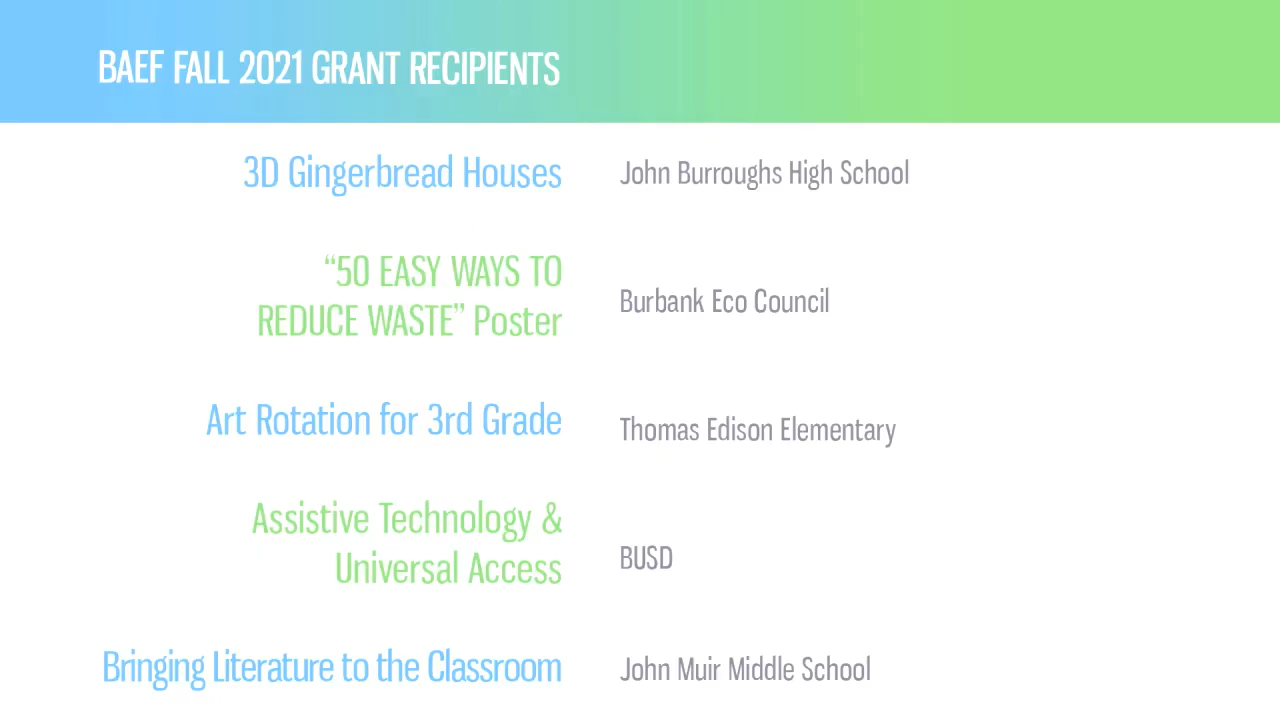 BAEF FALL 2021 GRANT RECIPIENTS
3D Gingerbread Houses
John Burroughs High School
“50 EASY WAYS TO
REDUCE WASTE” Poster
Burbank Eco Council
Art Rotation for 3rd Grade
Thomas Edison Elementary
Assistive Technology &
Universal Access
BUSD
Bringing Literature to the Classroom
John Muir Middle School